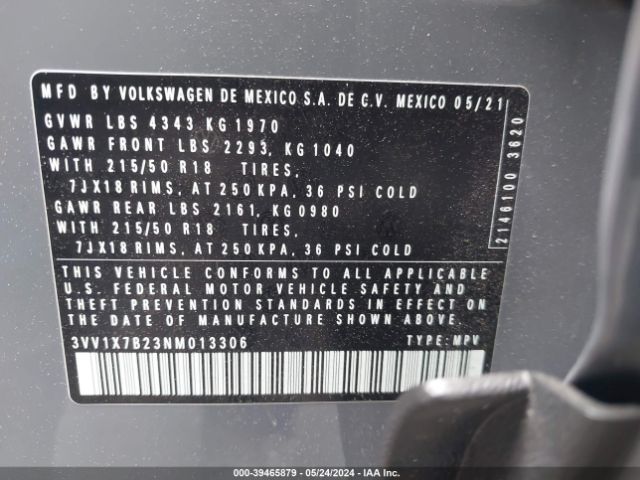 MFD BY VOLKSWAGEN DE MEXICO S.A. DE C.V. MEXICO 05/21
GVWR LBS 4343 KG 1970
GAWR FRONT LBS 2293, KG 1040
WITH 215/50 R18 TIRES,
7JX18 RIMS, AT 250 KPA, 36 PSI COLD
GAWR REAR LBS 2161, KG 0980
WITH 215/50 R18 TIRES,
7JX18 RIMS, AT 250 KPA, 36 PSI COLD
THIS VEHICLE CONFORMS TO ALL APPLICABLE
U.S. FEDERAL MOTOR VEHICLE SAFETY AND
THEFT PREVENTION STANDARDS IN EFFECT
ON THE DATE OF MANUFACTURE SHOWN ABOVE.
3VV1X7B23NM013306 TYPE: MPV
2146100 3620
000-39465879 // 05/24/2024 // IAA Inc.